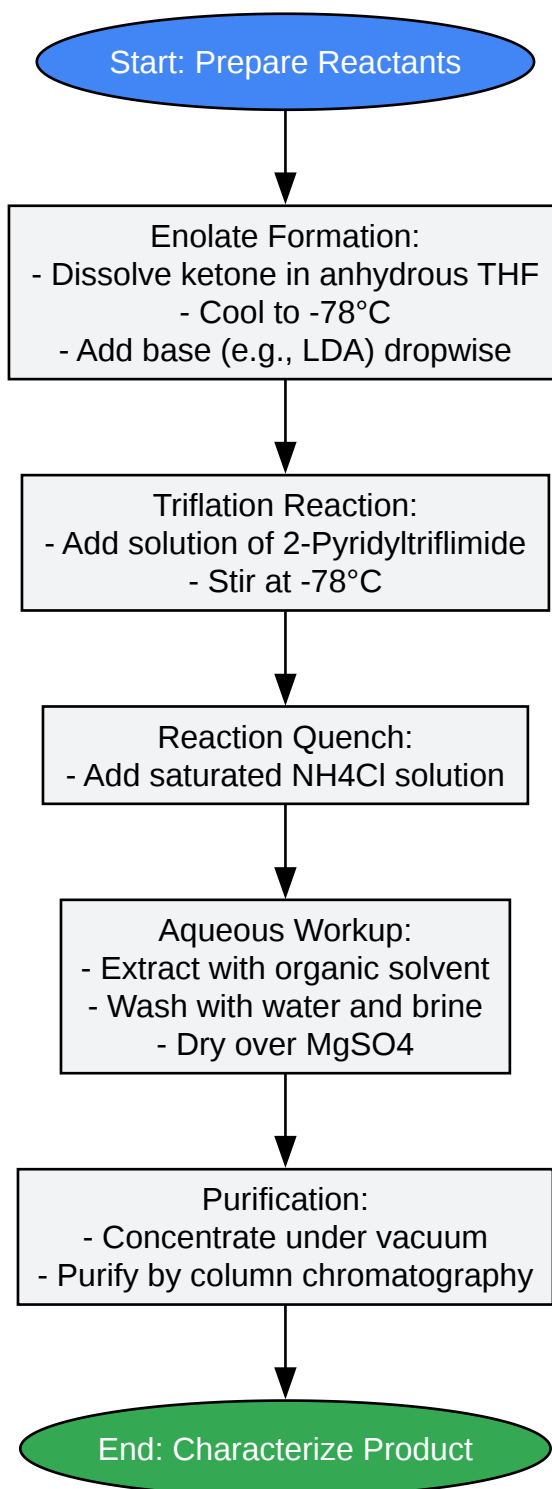 Start: Prepare Reactants
Enolate Formation:
- Dissolve ketone in anhydrous THF
- Cool to -78°C
- Add base (e.g., LDA) dropwise
Triflation Reaction:
- Add solution of 2-Pyridyltriflimide
- Stir at -78°C
Reaction Quench:
- Add saturated NH4Cl solution
Aqueous Workup:
- Extract with organic solvent
- Wash with water and brine
- Dry over MgSO4
Purification:
- Concentrate under vacuum
- Purify by column chromatography
End: Characterize Product